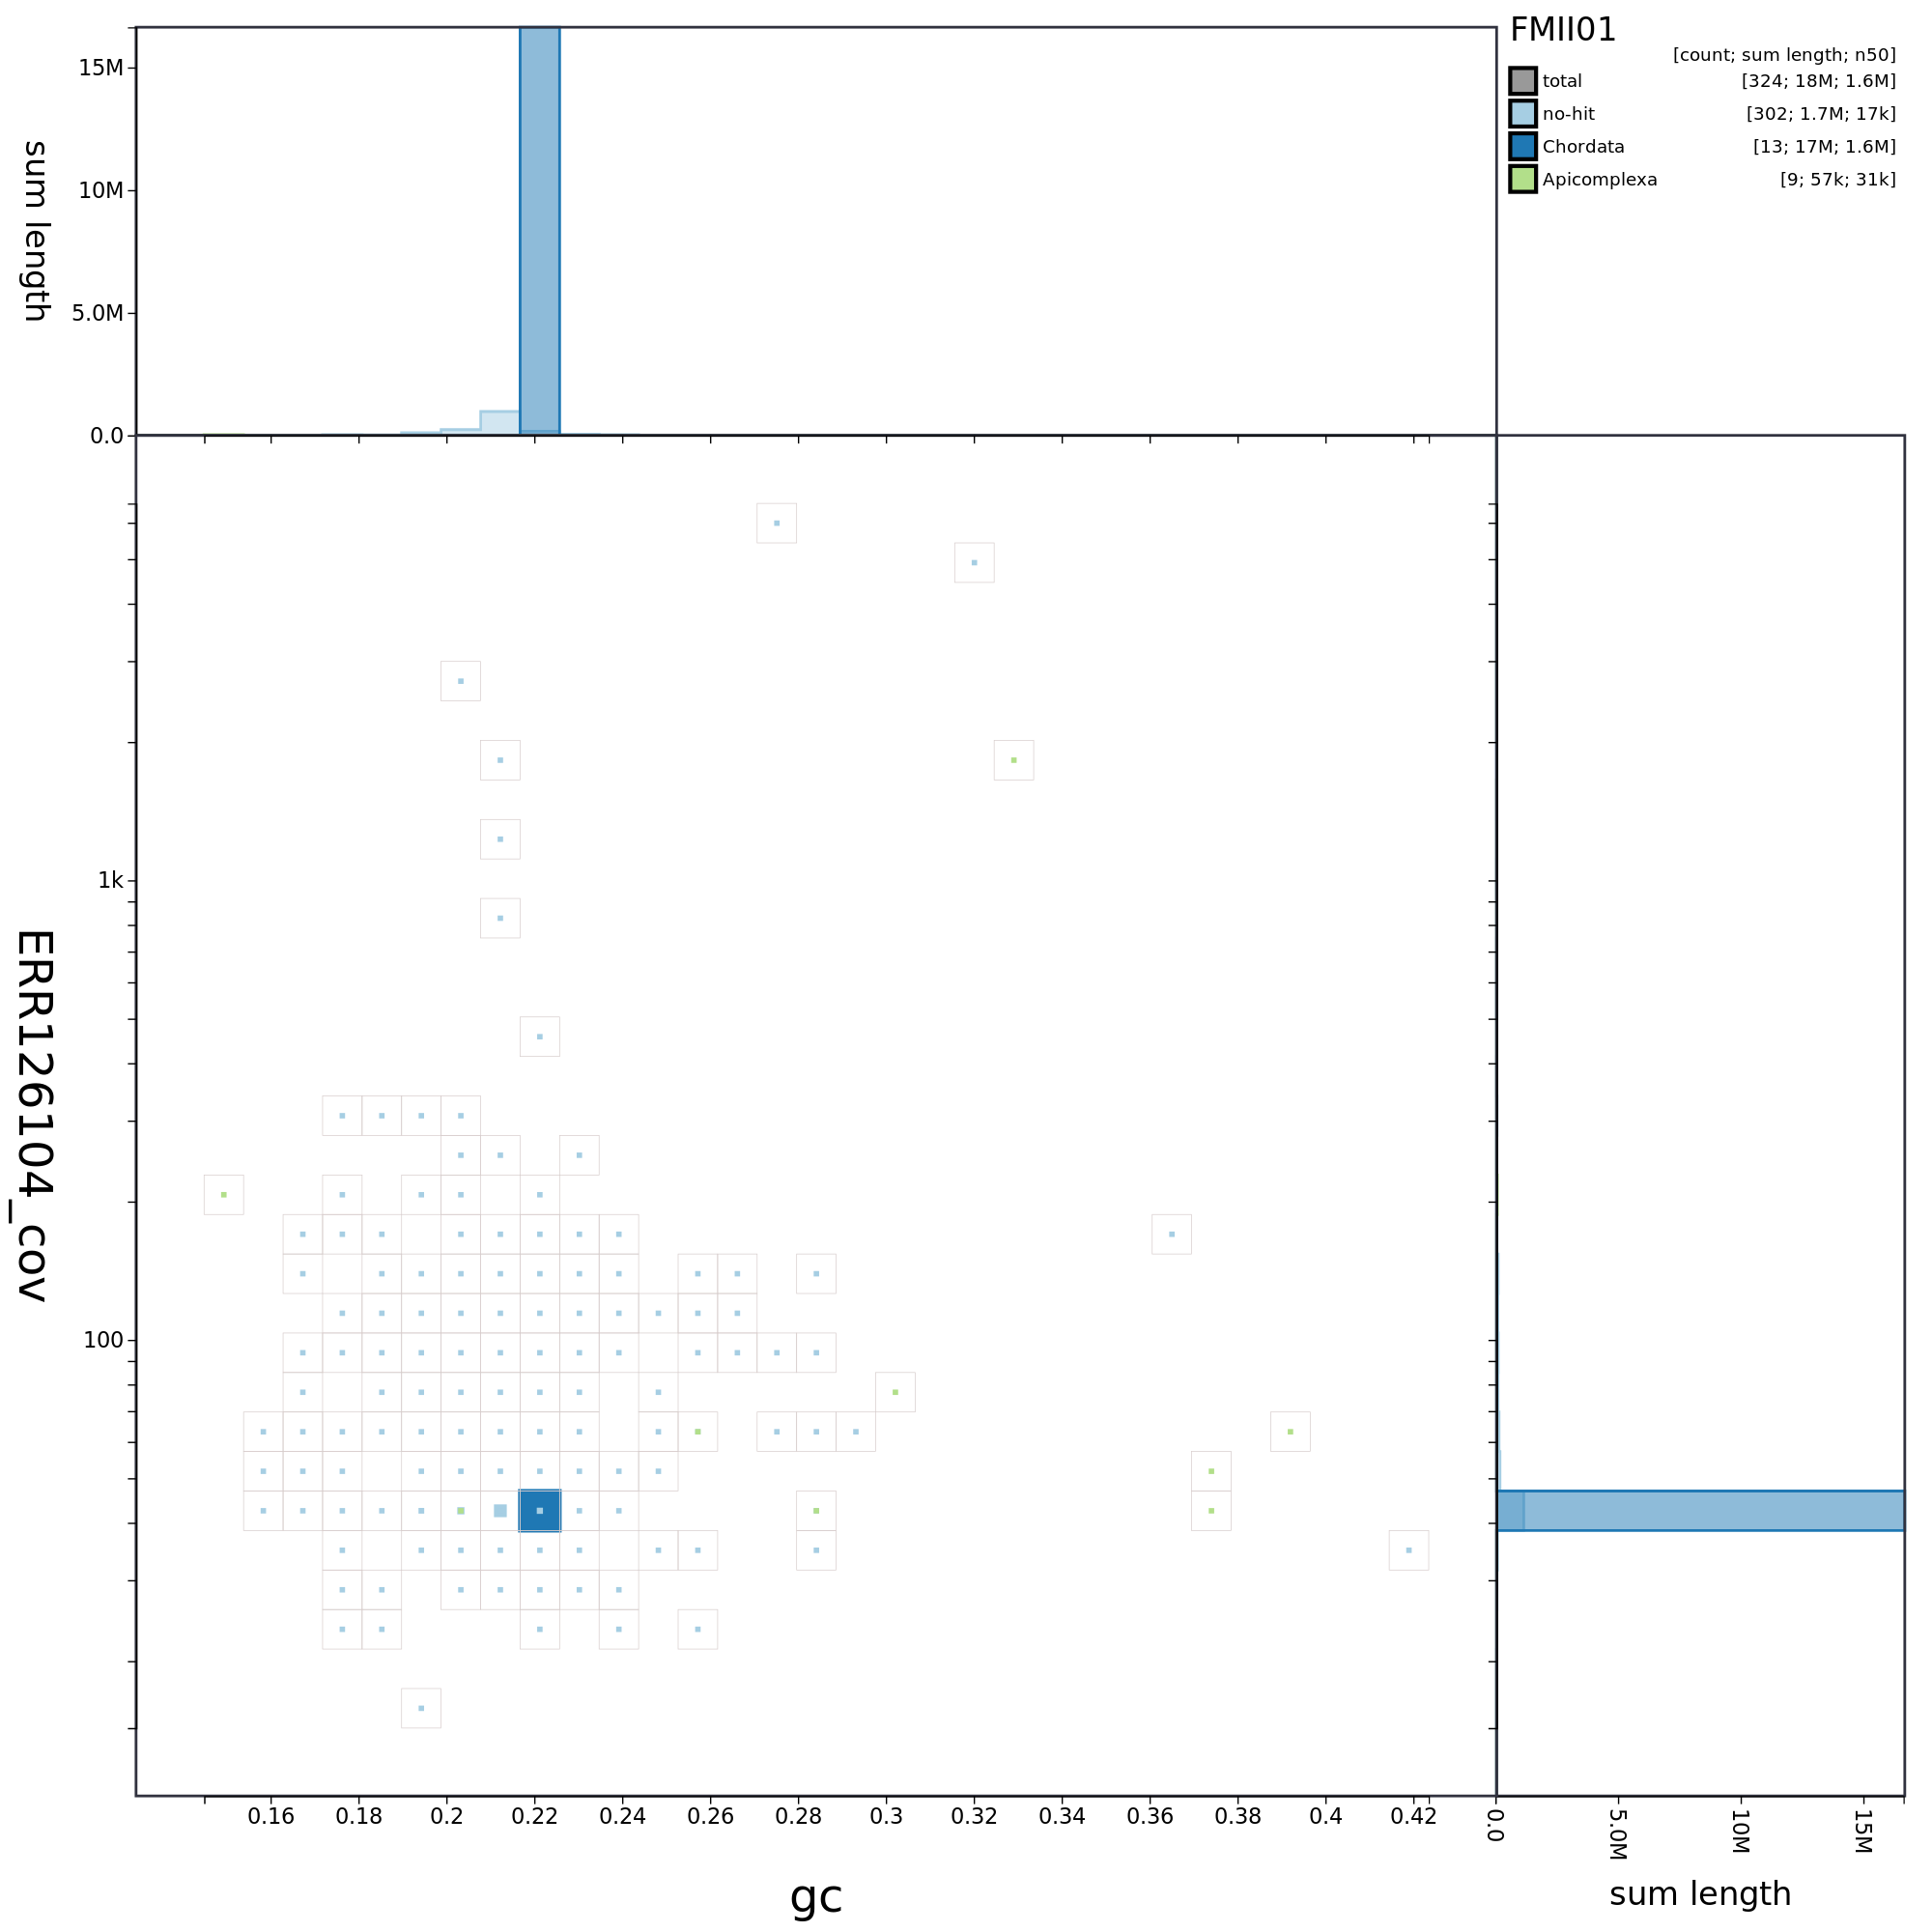 FMII01
[count; sum length; n50]
total [324; 18M; 1.6M]
no-hit [302; 1.7M; 17k]
Chordata [13; 17M; 1.6M]
Apicomplexa [9; 57k; 31k]
sum length
15M
10M
5.0M
0.0
ERR126104_cov
1k
100
0.16 0.18 0.2 0.22 0.24 0.26 0.28 0.3 0.32 0.34 0.36 0.38 0.4 0.42
gc
0.0 5.0M 10M 15M
sum length